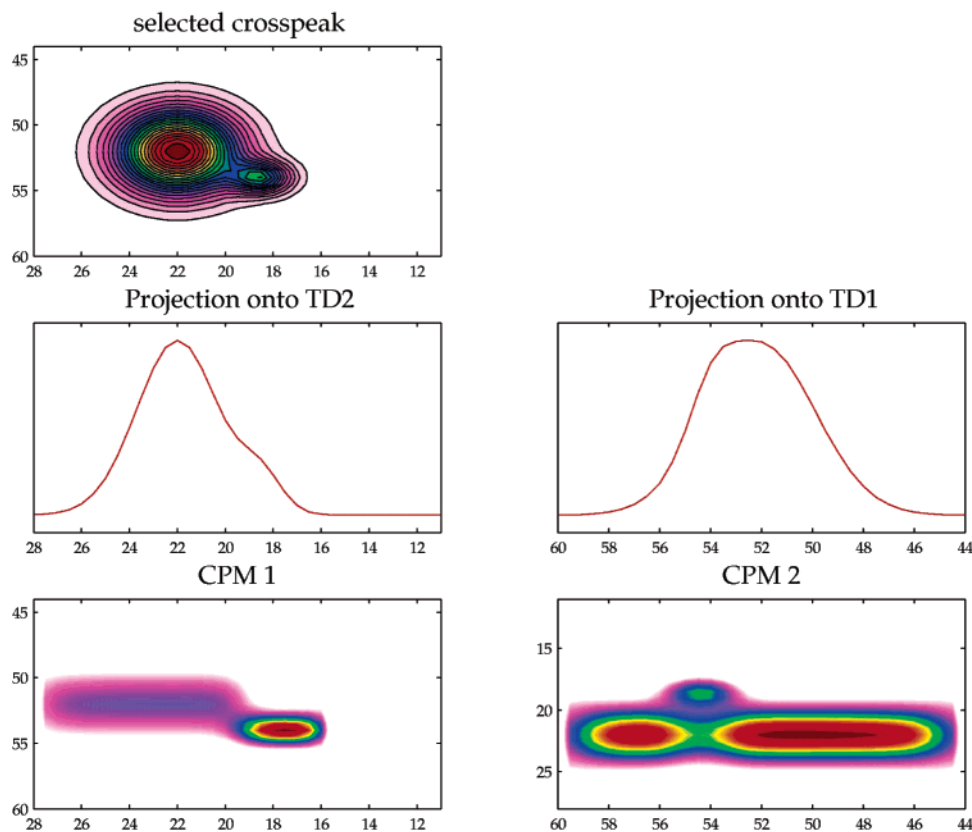 selected crosspeak
45
50
55
60
28 26 24 22 20 18 16 14 12
Projection onto TD2
28 26 24 22 20 18 16 14 12
Projection onto TD1
60 58 56 54 52 50 48 46 44
CPM 1
45
50
55
60
28 26 24 22 20 18 16 14 12
CPM 2
15
20
25
60 58 56 54 52 50 48 46 44